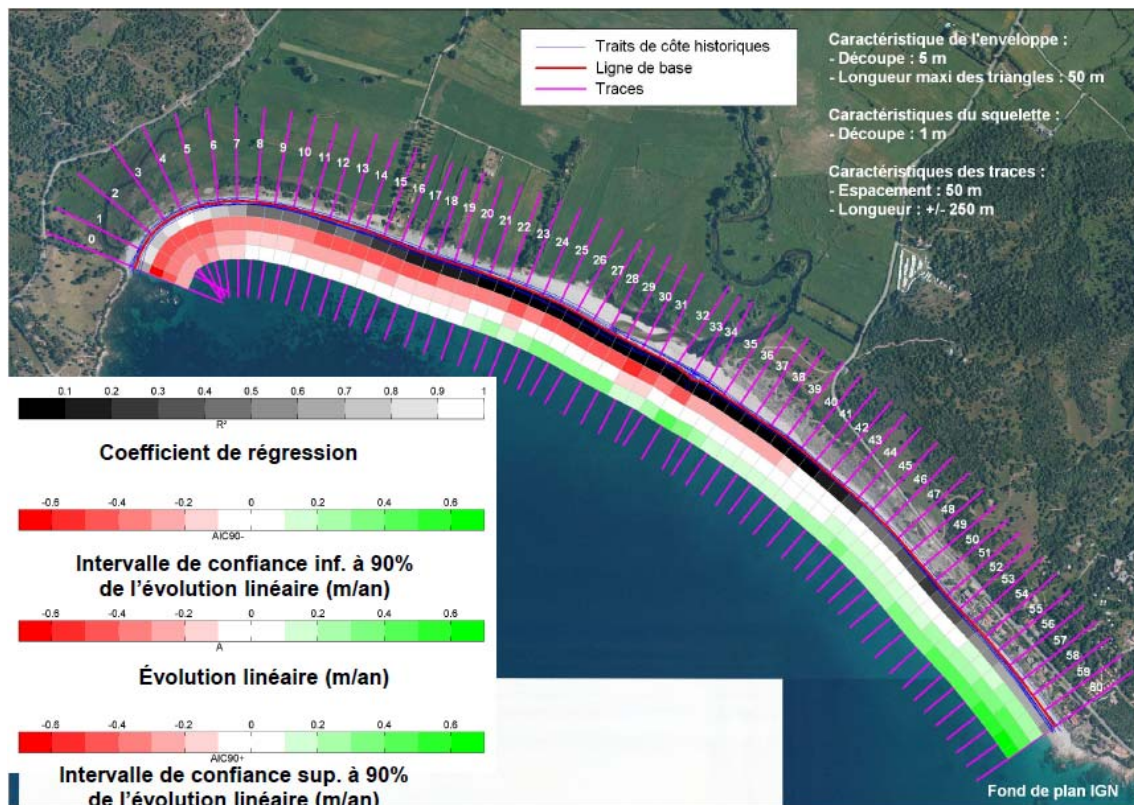 Traits de côte historiques
Ligne de base
Traces
Caractéristique de l'enveloppe :
- Découpe : 5 m
- Longueur maxi des triangles : 50 m
Caractéristiques du squelette :
- Découpe : 1 m
Caractéristiques des traces :
- Espacement : 50 m
- Longueur : +/- 250 m
0
1
2
3
4
5
6
7
8
9
10
11
12
13
14
15
16
17
18
19
20
21
22
23
24
25
26
27
28
29
30
31
32
33
34
35
36
37
38
39
40
41
42
43
44
45
46
47
48
49
50
51
52
53
54
55
56
57
58
59
60
0.1 0.2 0.3 0.4 0.5 0.6 0.7 0.8 0.9 1
R²
Coefficient de régression
-0.6 -0.4 -0.2 0 0.2 0.4 0.6
AIC90-
Intervalle de confiance inf. à 90%
de l'évolution linéaire (m/an)
-0.6 -0.4 -0.2 0 0.2 0.4 0.6
A
Évolution linéaire (m/an)
-0.6 -0.4 -0.2 0 0.2 0.4 0.6
AIC90+
Intervalle de confiance sup. à 90%
de l'évolution linéaire (m/an)
Fond de plan IGN